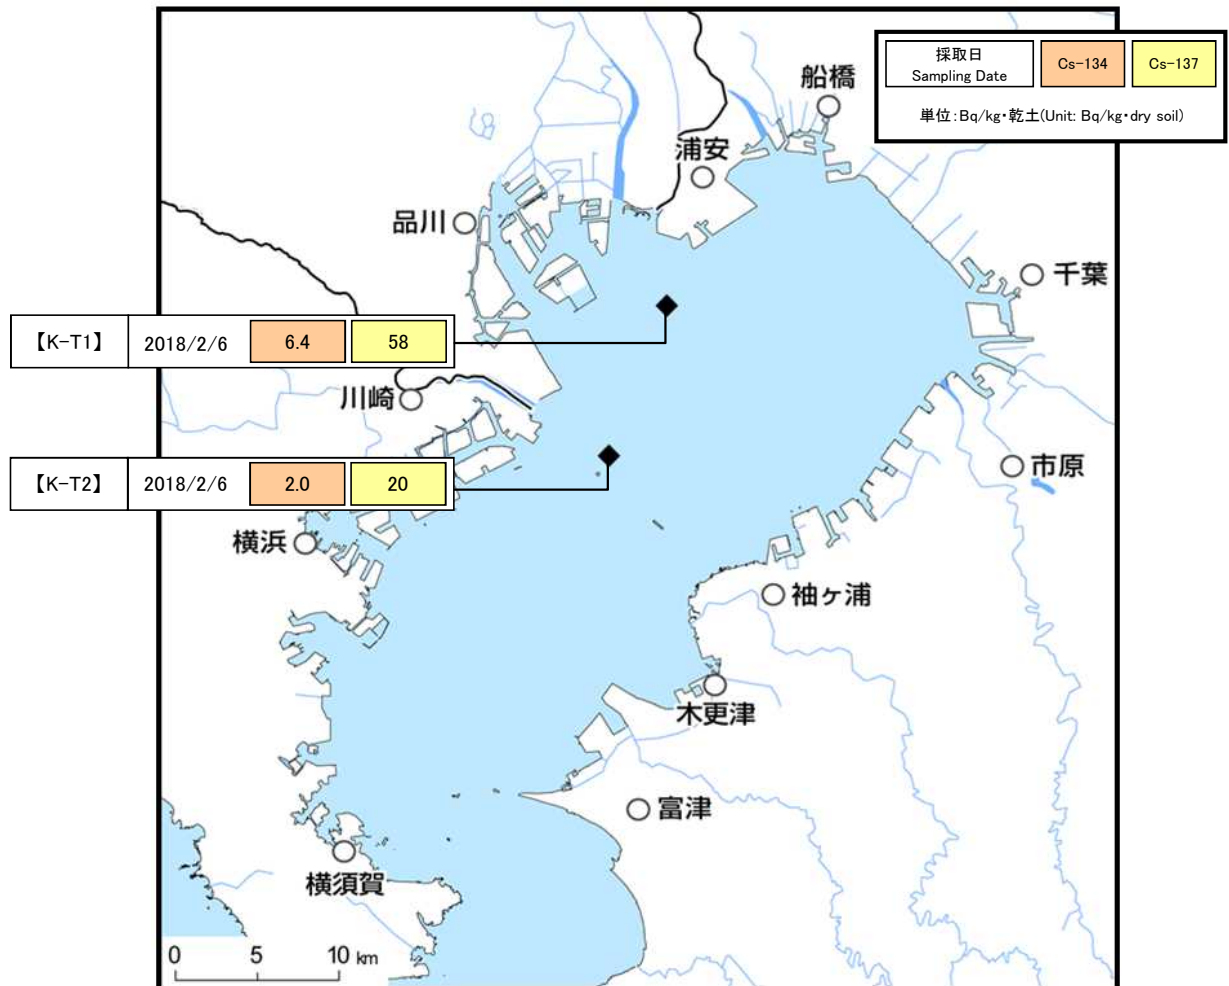 採取日
Sampling Date
Cs-134
Cs-137
単位:Bq/kg・乾土(Unit: Bq/kg・dry soil)
船橋
浦安
品川
千葉
【K-T1】
2018/2/6
6.4
58
川崎
【K-T2】
2018/2/6
2.0
20
市原
横浜
袖ヶ浦
木更津
富津
横須賀
0
5
10 km